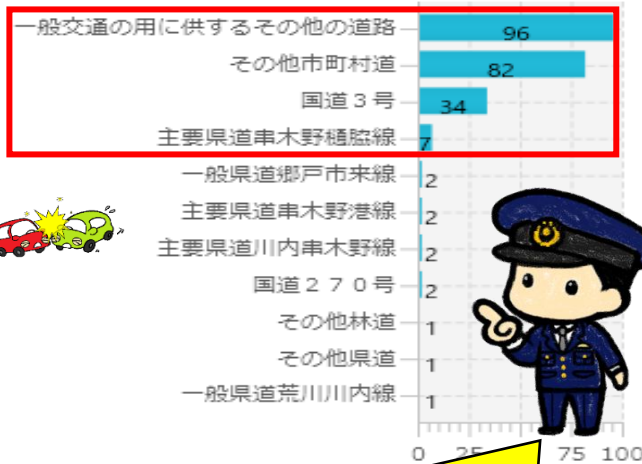 一般交通の用に供するその他の道路 96
その他市町村道 82
国道３号 34
主要県道串木野樋脇線 7
一般県道郷戸市来線 2
主要県道串木野港線 2
主要県道川内串木野線 2
国道２７０号 2
その他林道 1
その他県道 1
一般県道荒川川内線 1
0 25 75 100